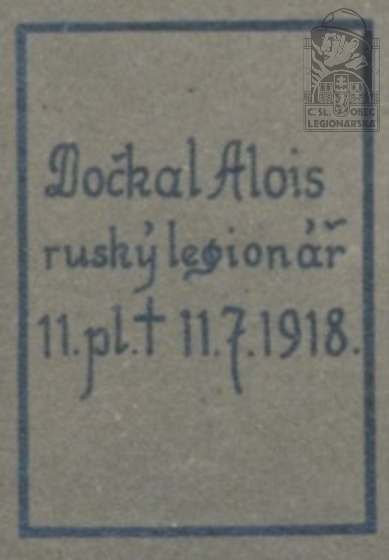 Č. SL. OBEC
LEGIONÁŘSKÁ
Dočkal Alois
ruský legionář
11. pl. † 11.7.1918.